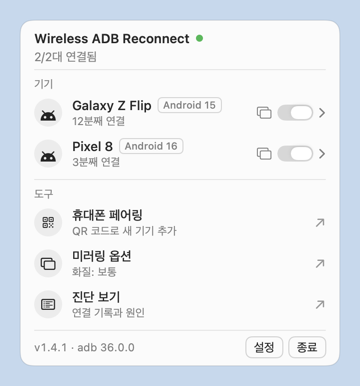 Wireless ADB Reconnect
2/2대 연결됨
기기
Galaxy Z Flip Android 15
12분째 연결
Pixel 8 Android 16
3분째 연결
도구
휴대폰 페어링
QR 코드로 새 기기 추가
미러링 옵션
화질: 보통
진단 보기
연결 기록과 원인
v1.4.1 · adb 36.0.0 설정 종료